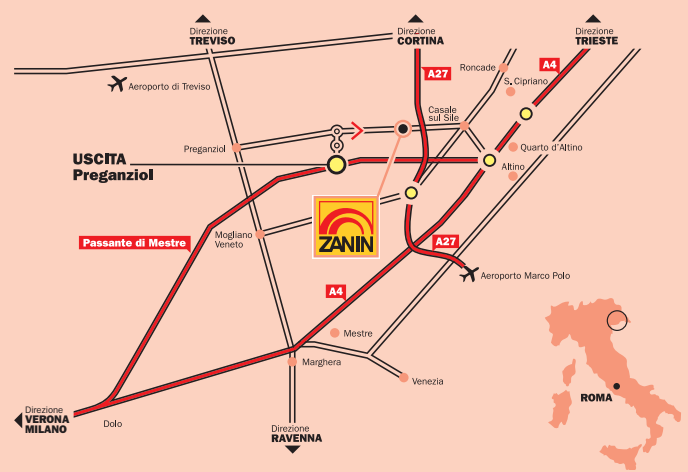 Direzione
TREVISO
Direzione
CORTINA
Direzione
TRIESTE
A27
Roncade
A4
S. Cipriano
Aeroporto di Treviso
Casale
sul Sile
Preganziol
Quarto d'Altino
USCITA
Preganziol
Altino
Passante di Mestre
Mogliano
Veneto
ZANIN
A27
Aeroporto Marco Polo
A4
Mestre
Marghera
Venezia
ROMA
Direzione
VERONA
MILANO
Dolo
Direzione
RAVENNA